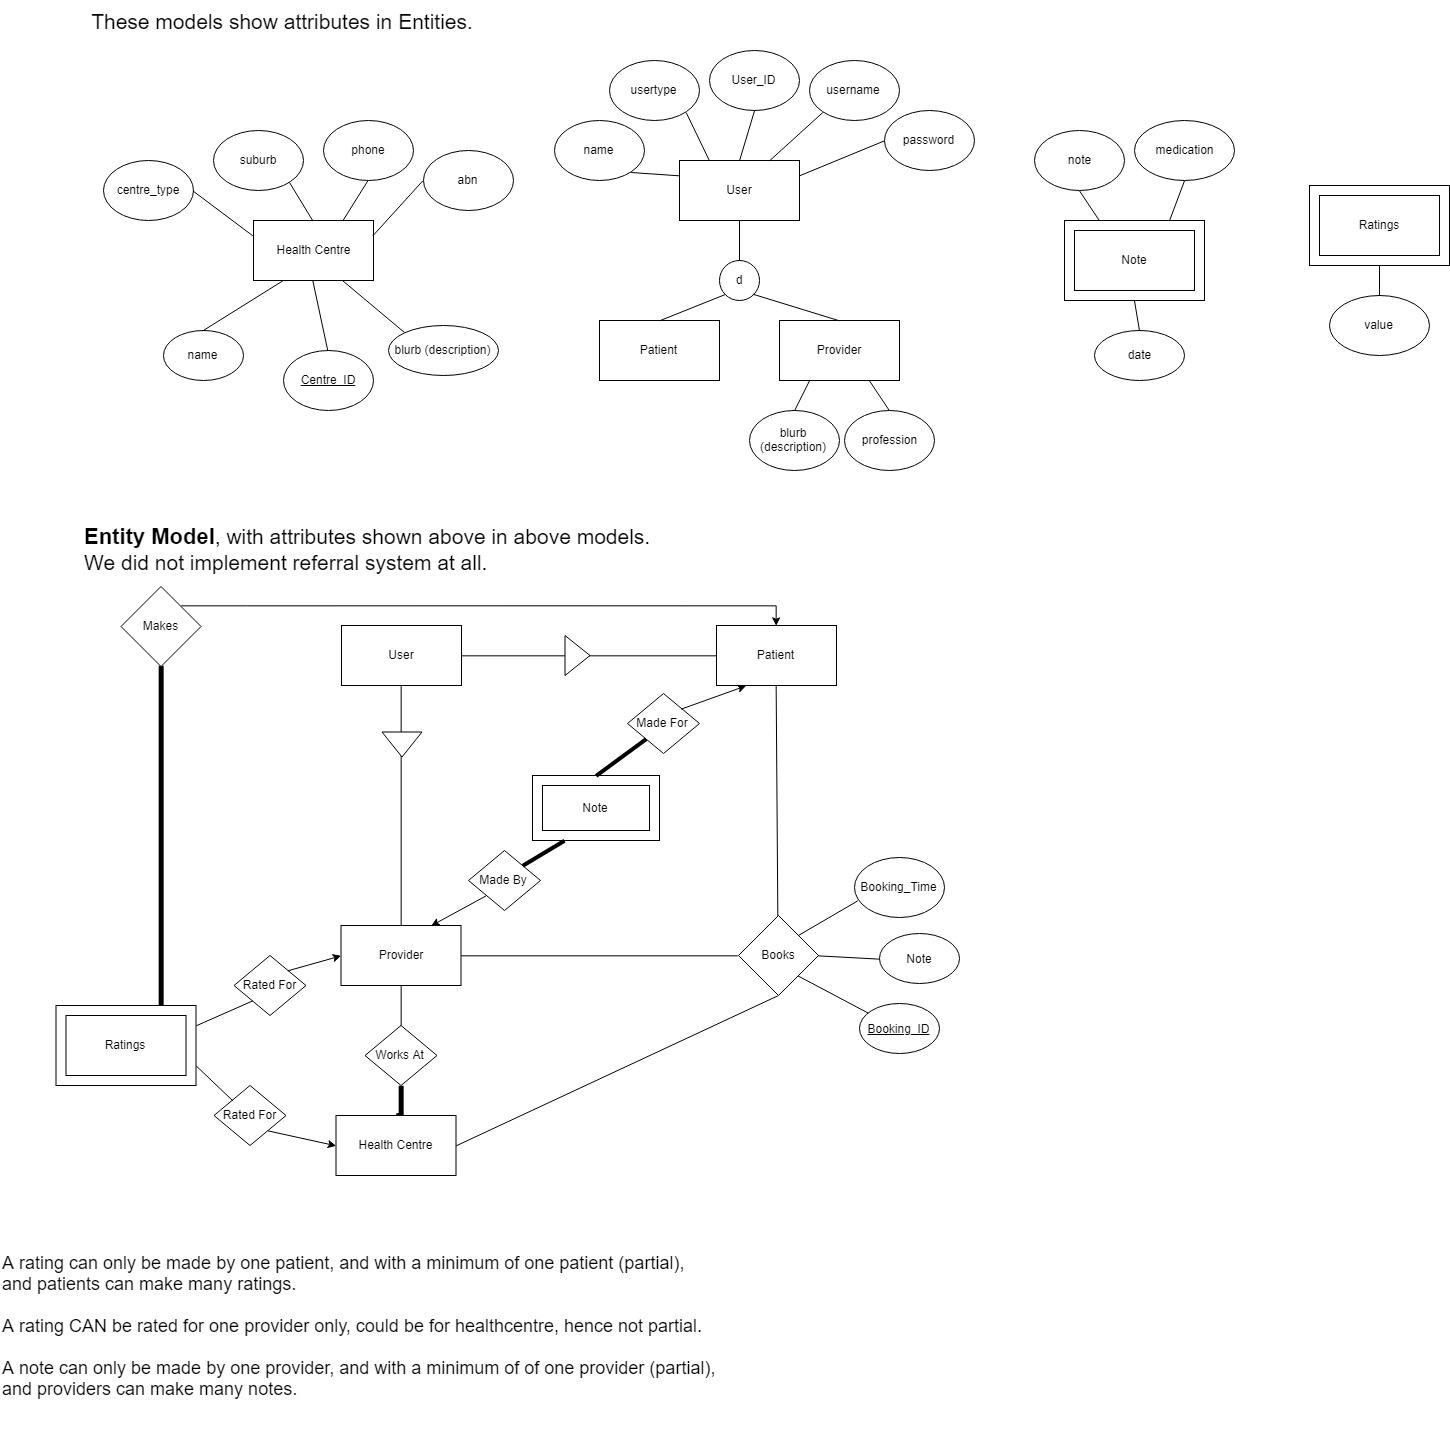 These models show attributes in Entities.
usertype
User_ID
username
name
password
User
d
Patient
Provider
blurb
(description)
profession
centre_type
suburb
phone
abn
Health Centre
name
Centre_ID
blurb (description)
note
medication
Note
date
Ratings
value
Entity Model, with attributes shown above in above models.
We did not implement referral system at all.
Makes
User
Patient
Made For
Note
Made By
Provider
Books
Booking_Time
Note
Booking_ID
Rated For
Ratings
Works At
Rated For
Health Centre
A rating can only be made by one patient, and with a minimum of one patient (partial),
and patients can make many ratings.
A rating CAN be rated for one provider only, could be for healthcentre, hence not partial.
A note can only be made by one provider, and with a minimum of of one provider (partial),
and providers can make many notes.